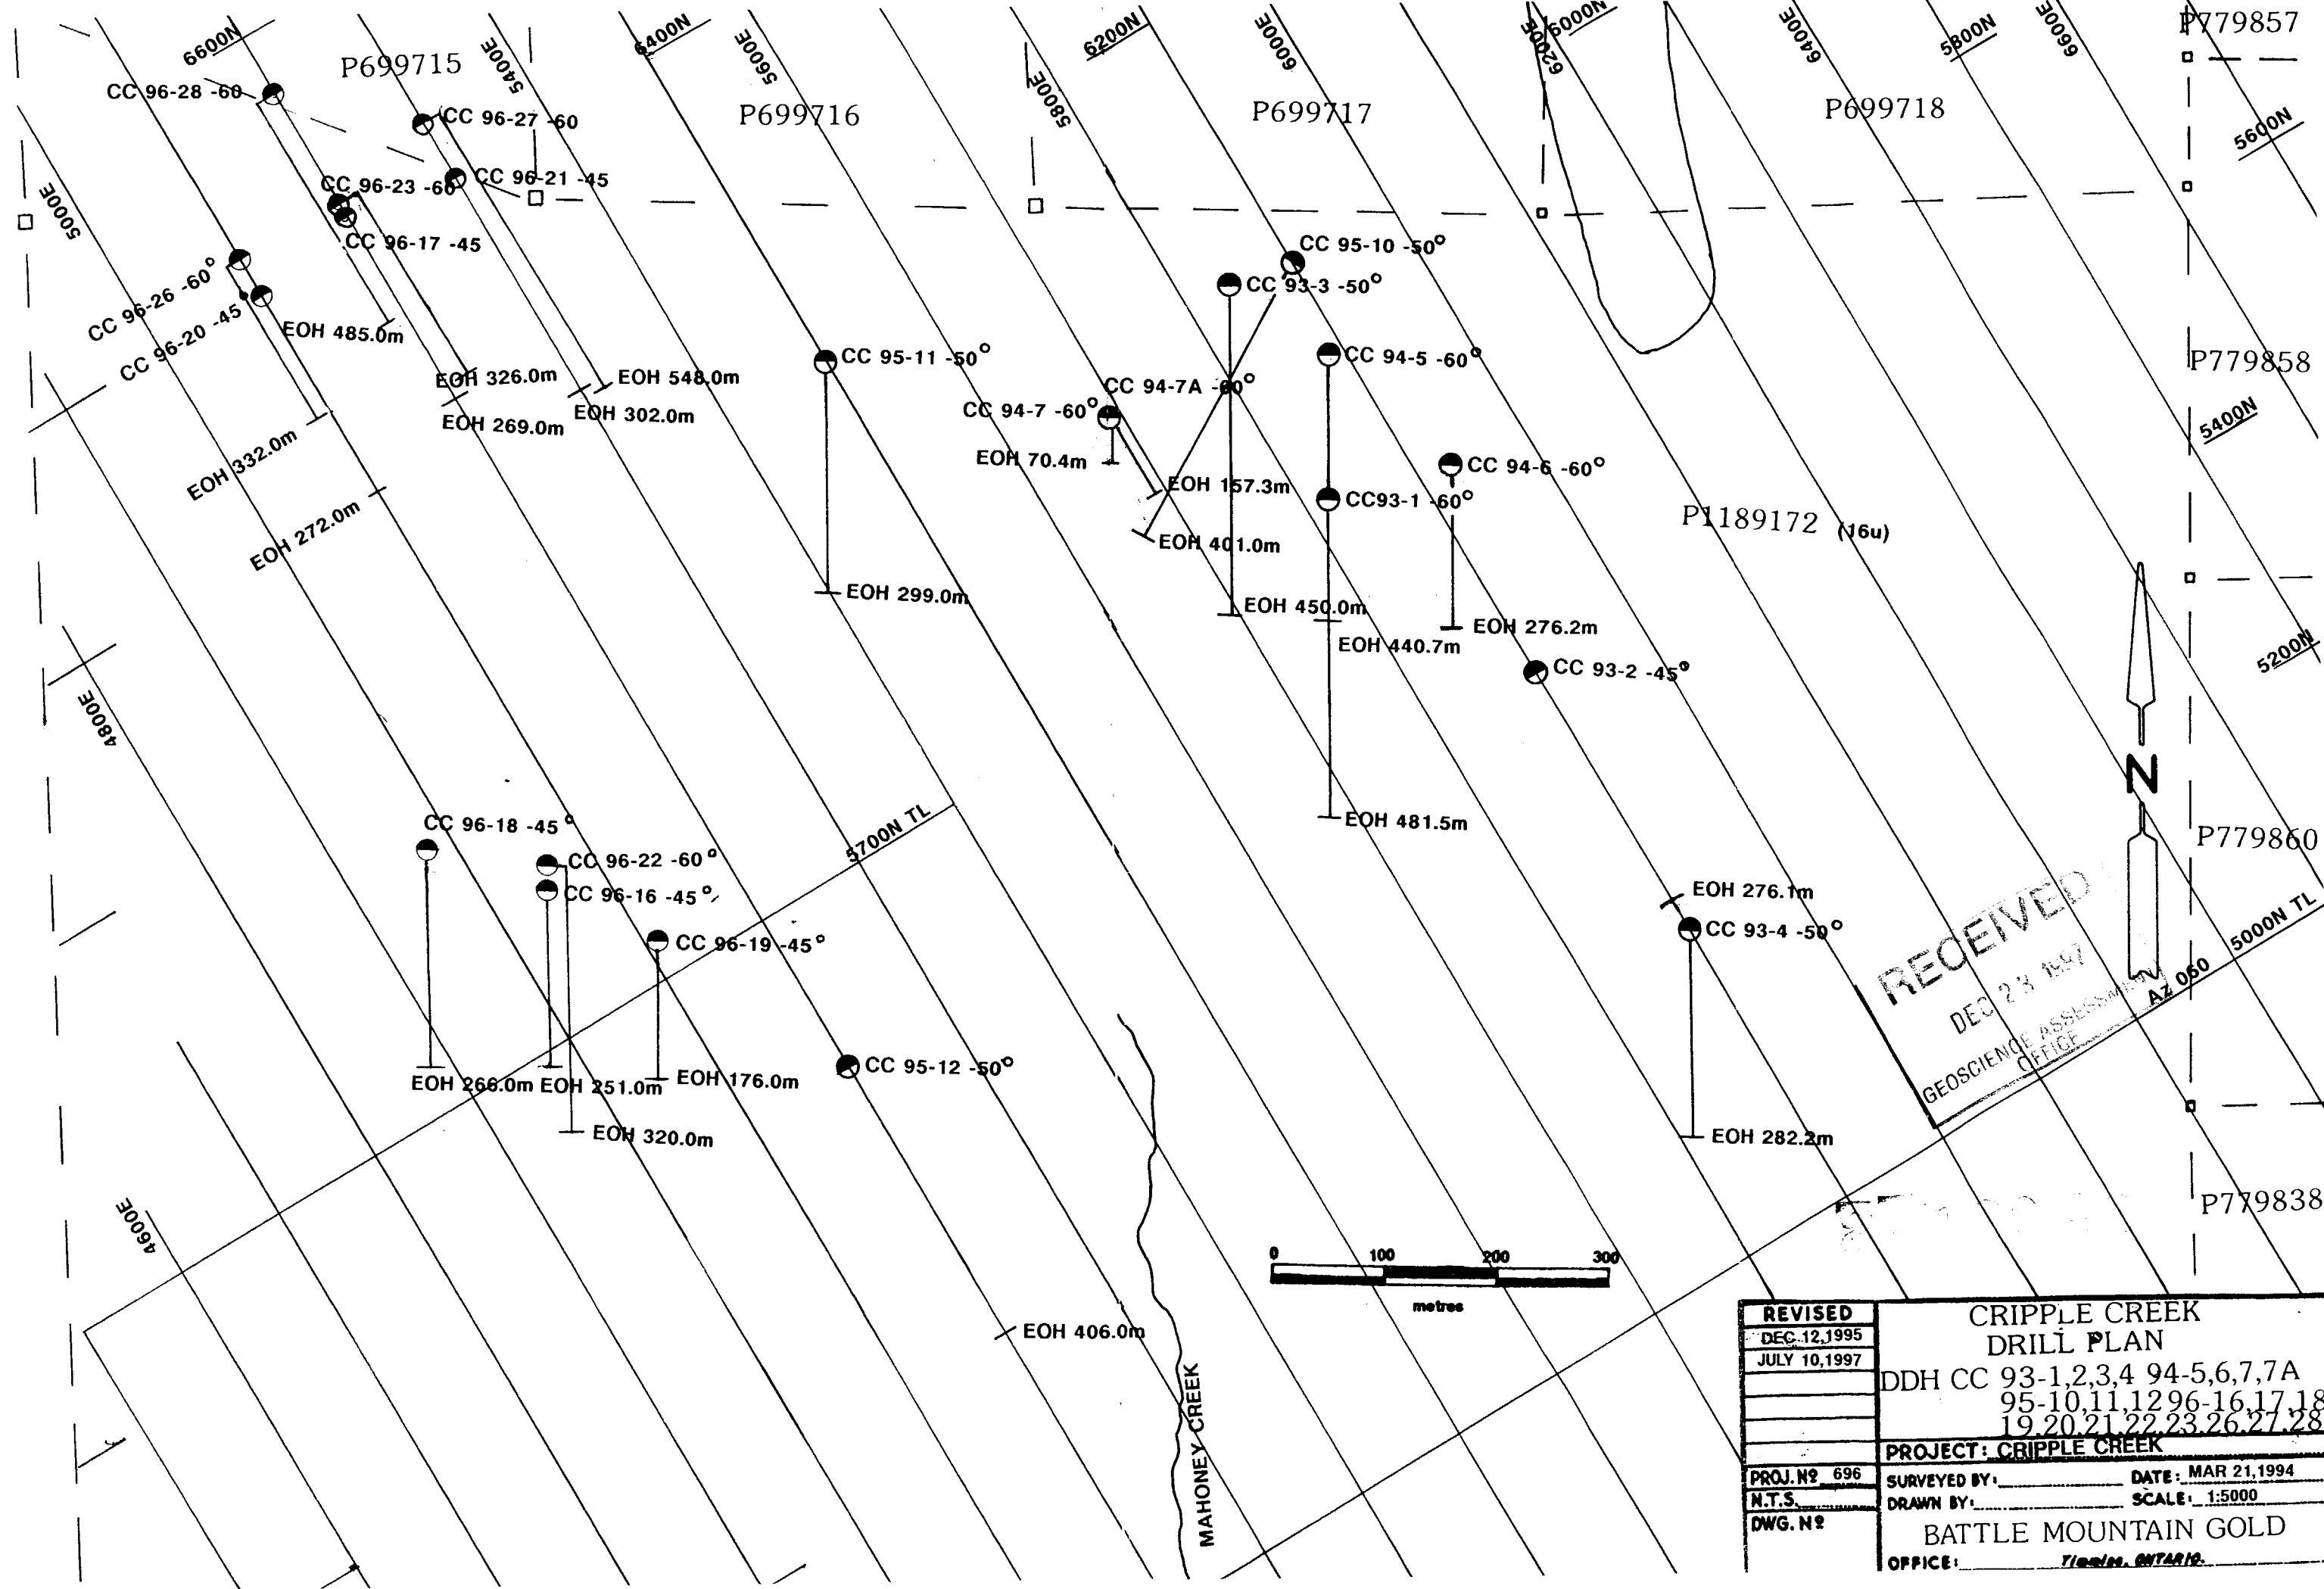 6600N
P699715
5400E
6400N
5600E
6200N
6000E
6200E
6000N
6400E
5800N
6600E
P779857
CC 96-28 -60
CC 96-27 -60
P699716
5800E
P699717
P699718
5600N
5000E
CC 96-23 -60
CC 96-21 -45
CC 96-17 -45
CC 95-10 -50°
CC 93-3 -50°
CC 96-26 -60°
CC 96-20 -45
EOH 485.0m
EOH 326.0m
EOH 548.0m
EOH 269.0m
EOH 302.0m
CC 95-11 -50°
CC 94-5 -60°
P779858
CC 94-7A -60°
CC 94-7 -60°
5400N
EOH 332.0m
EOH 70.4m
EOH 157.3m
CC 94-6 -60°
CC93-1 -60°
EOH 272.0m
EOH 401.0m
P1189172 (16u)
EOH 299.0m
EOH 450.0m
EOH 440.7m
EOH 276.2m
5200N
CC 93-2 -45°
4800E
N
CC 96-18 -45°
5700N TL
EOH 481.5m
P779860
CC 96-22 -60°
CC 96-16 -45°
CC 96-19 -45°
EOH 276.1m
CC 93-4 -50°
RECEIVED
DEC 23 1997
GEOSCIENCE ASSESSMENT
OFFICE
AZ 060
5000N TL
CC 95-12 -50°
EOH 266.0m
EOH 251.0m
EOH 176.0m
EOH 320.0m
EOH 282.2m
P779838
4600E
0 100 200 300
metres
EOH 406.0m
MAHONEY CREEK
REVISED
DEC.12,1995
JULY 10,1997
CRIPPLE CREEK
DRILL PLAN
DDH CC 93-1,2,3,4 94-5,6,7,7A
95-10,11,12 96-16,17,18
19,20,21,22,23,26,27,28
PROJECT: CRIPPLE CREEK
PROJ. Nº 696
SURVEYED BY:
DATE: MAR 21,1994
N.T.S.
DRAWN BY:
SCALE: 1:5000
DWG. Nº
BATTLE MOUNTAIN GOLD
OFFICE: Timmins, ONTARIO.